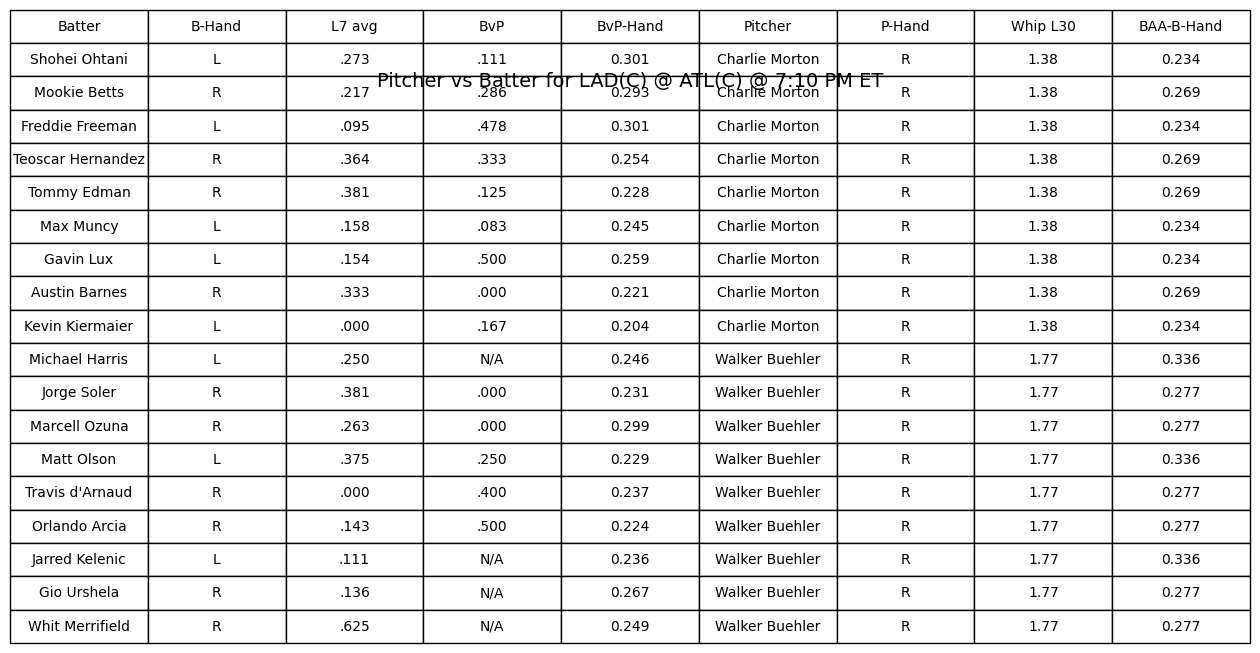 Batter B-Hand L7 avg BvP BvP-Hand Pitcher P-Hand Whip L30 BAA-B-Hand
Shohei Ohtani L .273 .111 0.301 Charlie Morton R 1.38 0.234
Pitcher vs Batter for LAD(C) @ ATL(C) @ 7:10 PM ET
Mookie Betts R .217 .286 0.293 Charlie Morton R 1.38 0.269
Freddie Freeman L .095 .478 0.301 Charlie Morton R 1.38 0.234
Teoscar Hernandez R .364 .333 0.254 Charlie Morton R 1.38 0.269
Tommy Edman R .381 .125 0.228 Charlie Morton R 1.38 0.269
Max Muncy L .158 .083 0.245 Charlie Morton R 1.38 0.234
Gavin Lux L .154 .500 0.259 Charlie Morton R 1.38 0.234
Austin Barnes R .333 .000 0.221 Charlie Morton R 1.38 0.269
Kevin Kiermaier L .000 .167 0.204 Charlie Morton R 1.38 0.234
Michael Harris L .250 N/A 0.246 Walker Buehler R 1.77 0.336
Jorge Soler R .381 .000 0.231 Walker Buehler R 1.77 0.277
Marcell Ozuna R .263 .000 0.299 Walker Buehler R 1.77 0.277
Matt Olson L .375 .250 0.229 Walker Buehler R 1.77 0.336
Travis d'Arnaud R .000 .400 0.237 Walker Buehler R 1.77 0.277
Orlando Arcia R .143 .500 0.224 Walker Buehler R 1.77 0.277
Jarred Kelenic L .111 N/A 0.236 Walker Buehler R 1.77 0.336
Gio Urshela R .136 N/A 0.267 Walker Buehler R 1.77 0.277
Whit Merrifield R .625 N/A 0.249 Walker Buehler R 1.77 0.277